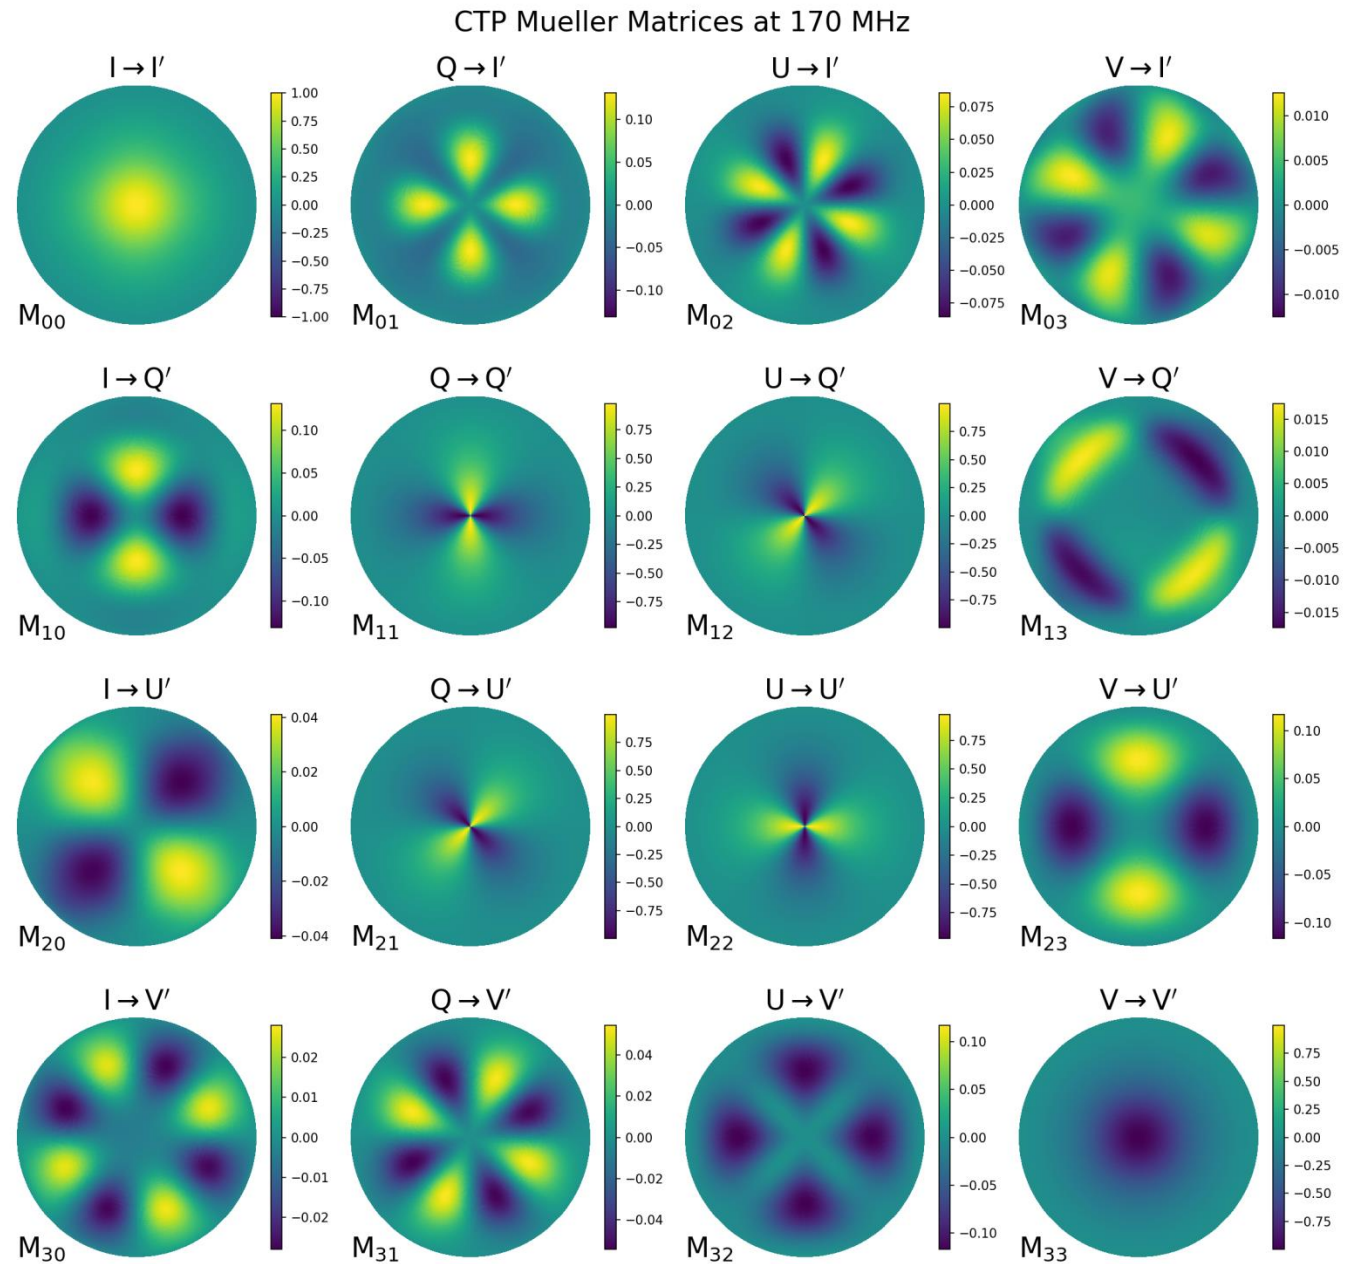 CTP Mueller Matrices at 170 MHz
I → I′
Q → I′
U → I′
V → I′
1.00
0.75
0.50
0.25
0.00
−0.25
−0.50
−0.75
−1.00
0.10
0.05
0.00
−0.05
−0.10
0.075
0.050
0.025
0.000
−0.025
−0.050
−0.075
0.010
0.005
0.000
−0.005
−0.010
M₀₀
M₀₁
M₀₂
M₀₃
I → Q′
Q → Q′
U → Q′
V → Q′
0.10
0.05
0.00
−0.05
−0.10
0.75
0.50
0.25
0.00
−0.25
−0.50
−0.75
0.75
0.50
0.25
0.00
−0.25
−0.50
−0.75
0.015
0.010
0.005
0.000
−0.005
−0.010
−0.015
M₁₀
M₁₁
M₁₂
M₁₃
I → U′
Q → U′
U → U′
V → U′
0.04
0.02
0.00
−0.02
−0.04
0.75
0.50
0.25
0.00
−0.25
−0.50
−0.75
0.75
0.50
0.25
0.00
−0.25
−0.50
−0.75
0.10
0.05
0.00
−0.05
−0.10
M₂₀
M₂₁
M₂₂
M₂₃
I → V′
Q → V′
U → V′
V → V′
0.02
0.01
0.00
−0.01
−0.02
0.04
0.02
0.00
−0.02
−0.04
0.10
0.05
0.00
−0.05
−0.10
0.75
0.50
0.25
0.00
−0.25
−0.50
−0.75
M₃₀
M₃₁
M₃₂
M₃₃